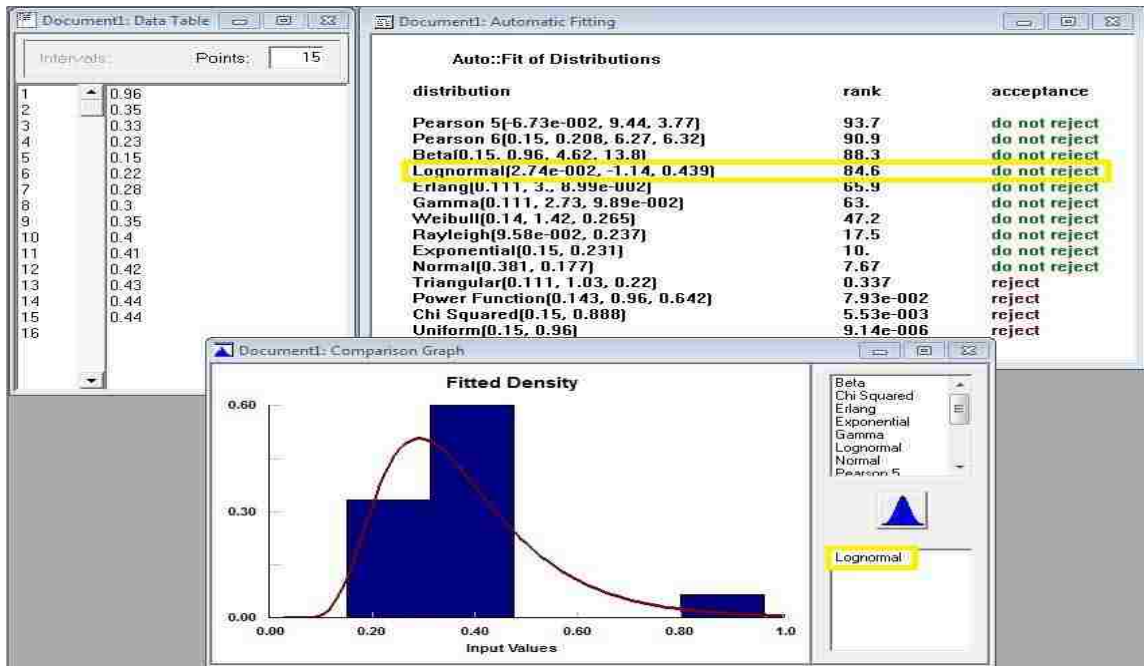 Document1: Data Table
Intervals: Points: 15
1 0.96
2 0.35
3 0.33
4 0.23
5 0.15
6 0.22
7 0.28
8 0.3
9 0.35
10 0.4
11 0.41
12 0.42
13 0.43
14 0.44
15 0.44
16
Document1: Automatic Fitting
Auto::Fit of Distributions
distribution rank acceptance
Pearson 5(-6.73e-002, 9.44, 3.77) 93.7 do not reject
Pearson 6(0.15, 0.208, 6.27, 6.32) 90.9 do not reject
Beta(0.15, 0.96, 4.62, 13.8) 88.3 do not reject
Lognormal(2.74e-002, -1.14, 0.439) 84.6 do not reject
Erlang(0.111, 3., 8.99e-002) 65.9 do not reject
Gamma(0.111, 2.73, 9.89e-002) 63. do not reject
Weibull(0.14, 1.42, 0.265) 47.2 do not reject
Rayleigh(9.58e-002, 0.237) 17.5 do not reject
Exponential(0.15, 0.231) 10. do not reject
Normal(0.381, 0.177) 7.67 do not reject
Triangular(0.111, 1.03, 0.22) 0.337 reject
Power Function(0.143, 0.96, 0.642) 7.93e-002 reject
Chi Squared(0.15, 0.888) 5.53e-003 reject
Uniform(0.15, 0.96) 9.14e-006 reject
Document1: Comparison Graph
Fitted Density
0.60
0.30
0.00
0.00 0.20 0.40 0.60 0.80 1.0
Input Values
Beta
Chi Squared
Erlang
Exponential
Gamma
Lognormal
Normal
Pearson 5
Lognormal